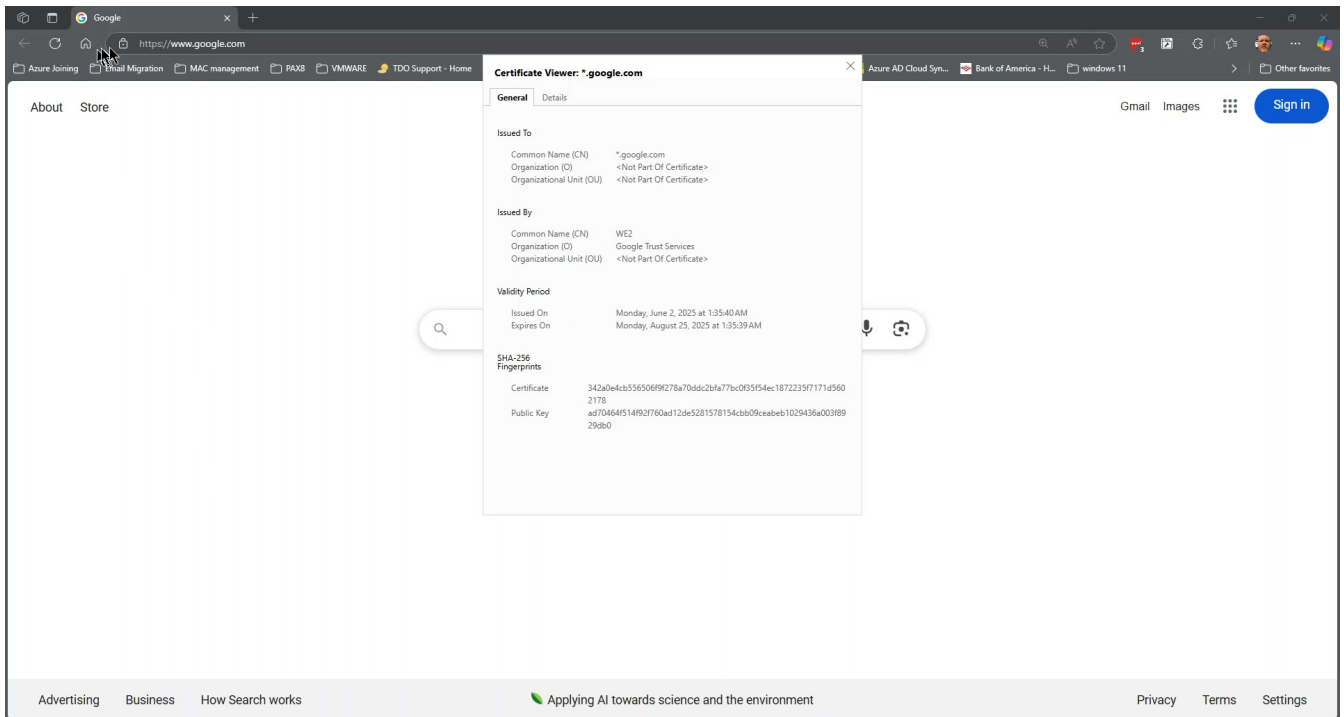 Google
https://www.google.com
3
Azure Joining Email Migration MAC management PAX8 VMWARE TDO Support - Home Azure AD Cloud Syn... Bank of America - H... windows 11 Other favorites
About Store
Gmail Images Sign in
Certificate Viewer: *.google.com
General Details
Issued To
Common Name (CN) *.google.com
Organization (O) <Not Part Of Certificate>
Organizational Unit (OU) <Not Part Of Certificate>
Issued By
Common Name (CN) WE2
Organization (O) Google Trust Services
Organizational Unit (OU) <Not Part Of Certificate>
Validity Period
Issued On Monday, June 2, 2025 at 1:35:40 AM
Expires On Monday, August 25, 2025 at 1:35:39 AM
SHA-256
Fingerprints
Certificate 342a0e4cb556506f9f278a70ddc2bfa77bc0f35f54ec1872235f7171d560
2178
Public Key ad70464f514f92f760ad12de5281578154cbb09ceabeb1029436a003f89
29db0
Advertising Business How Search works Applying AI towards science and the environment Privacy Terms Settings